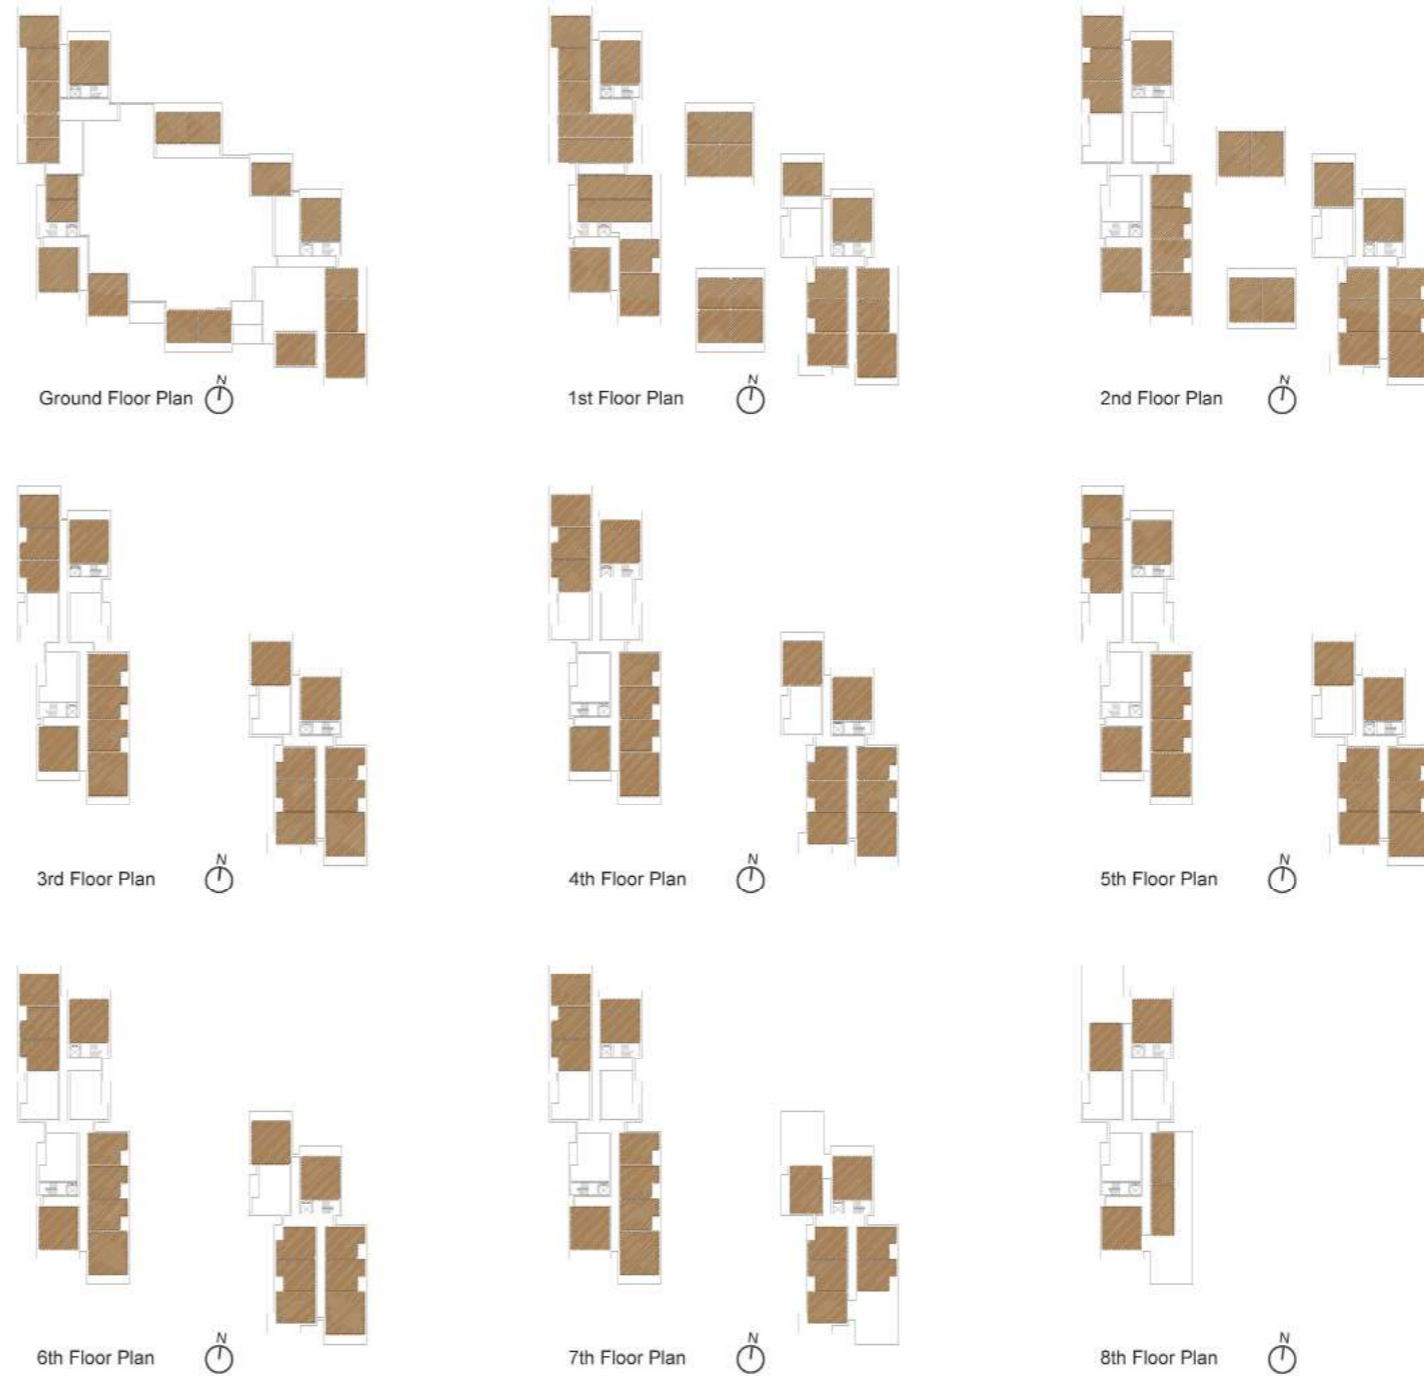 N
Ground Floor Plan
N
1st Floor Plan
N
2nd Floor Plan
N
3rd Floor Plan
N
4th Floor Plan
N
5th Floor Plan
N
6th Floor Plan
N
7th Floor Plan
N
8th Floor Plan